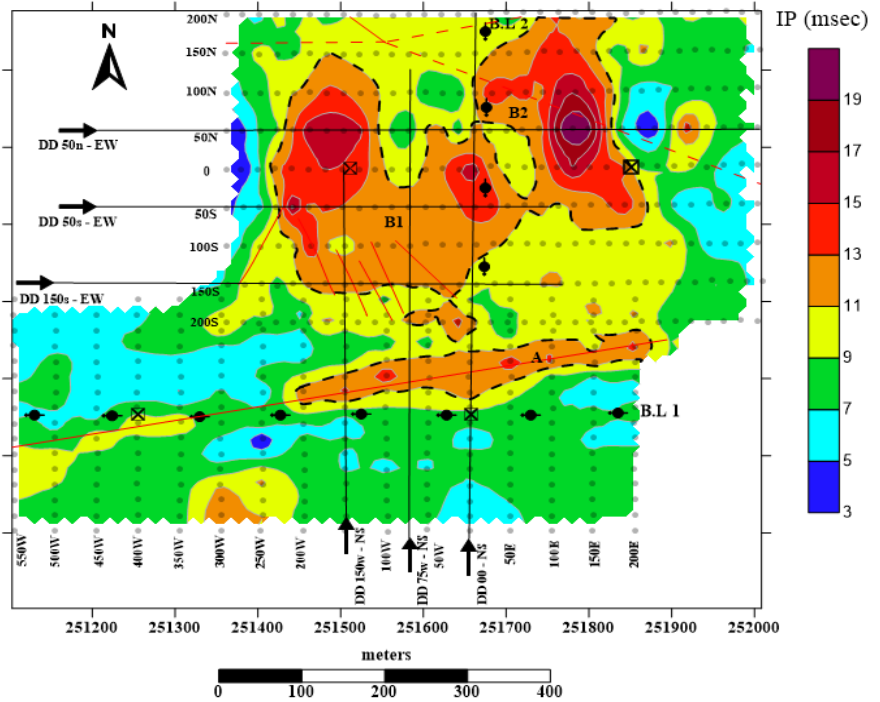 IP (msec)
200N
B.L 2
N
150N
100N
B2
50N
DD 50n - EW
0
50S
DD 50s - EW
B1
100S
150S
DD 150s - EW
200S
A
B.L 1
19
17
15
13
11
9
7
5
3
550W
500W
450W
400W
350W
300W
200W
DD 150w - NS
100W
DD 75w - NS
50W
DD 00 - NS
50E
100E
150E
200E
251200 251300 251400 251500 251600 251700 251800 251900 252000
meters
0 100 200 300 400